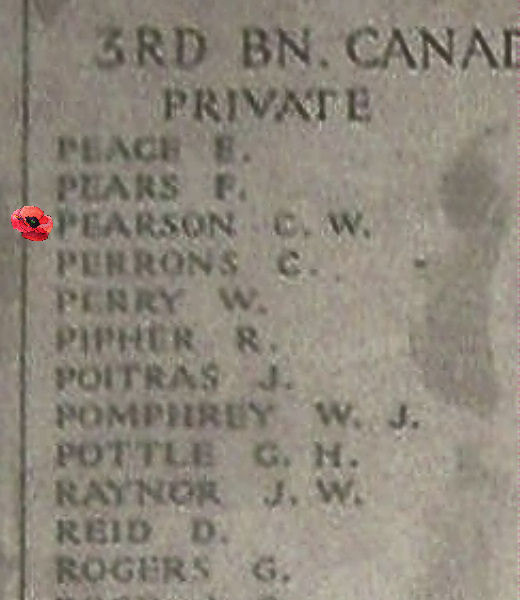 3RD BN. CANAD
PRIVATE
PEACE E.
PEARS F.
PEARSON C. W.
PERRONS C.
PERRY W.
PIPHER R.
POITRAS J.
POMPHREY W. J.
POTTLE G. H.
RAYNOR J. W.
REID D.
ROGERS G.